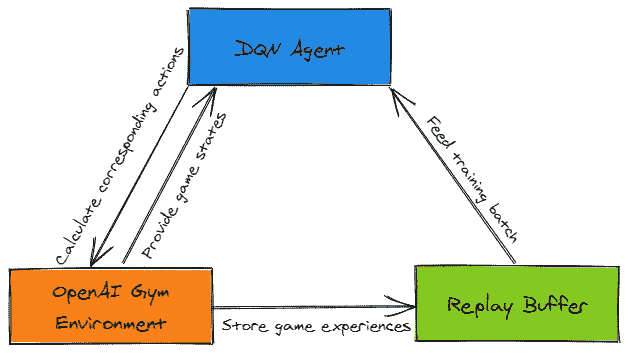 DQN Agent
Calculate corresponding actions
Provide game states
Feed training batch
OpenAI Gym
Environment
Replay Buffer
Store game experiences